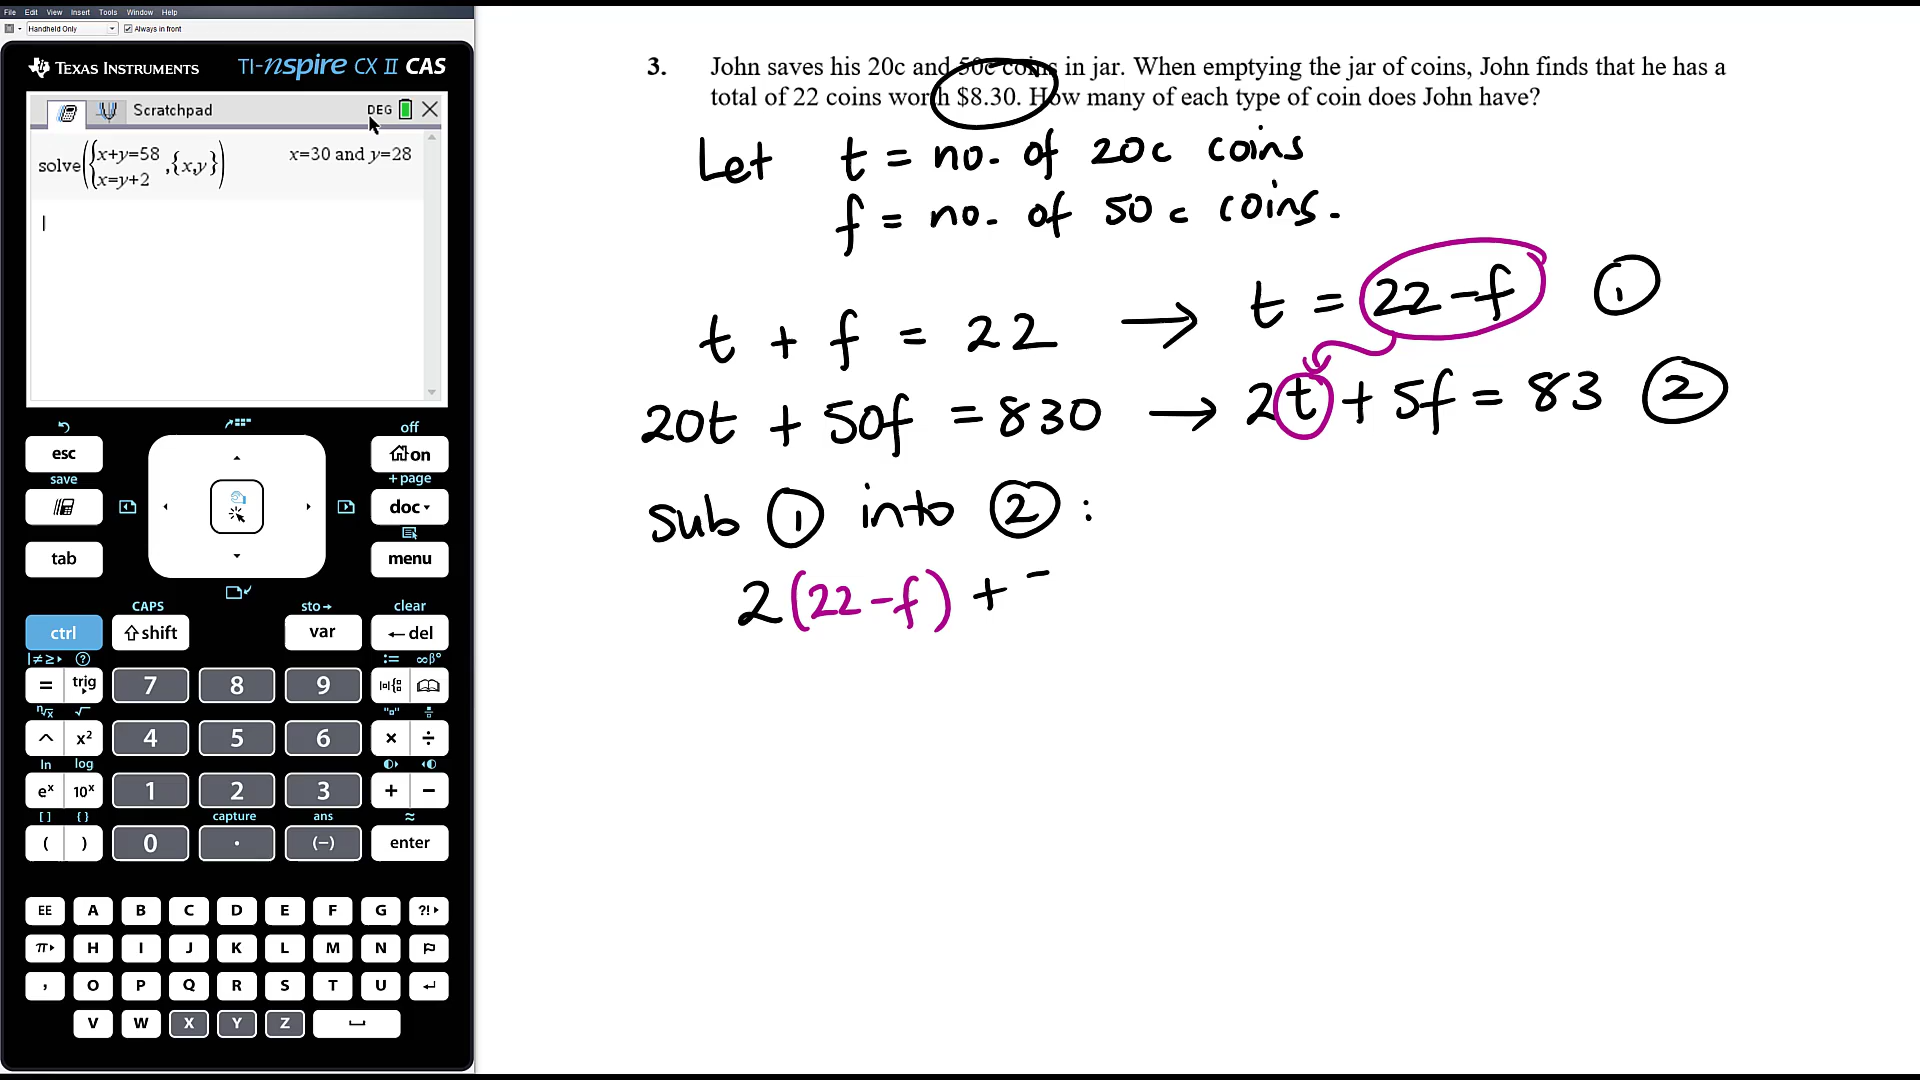 File Edit View Insert Tools Window Help
Handheld Only Always in front
TEXAS INSTRUMENTS TI-nspire CX II CAS
Scratchpad DEG
solve({x+y=58 x=y+2,{x,y}) x=30 and y=28
off
esc on
save + page
doc
tab menu
CAPS sto→ clear
ctrl shift var ←del
|≠≥▸ ? := ∞β°
= trig 7 8 9
ⁿ√x √ "▫"
^ x² 4 5 6 × ÷
ln log
eˣ 10ˣ 1 2 3 + −
[ ] { } capture ans ≈
( ) 0 . (−) enter
EE A B C D E F G ?!▸
π▸ H I J K L M N
, O P Q R S T U ↵
V W X Y Z
3. John saves his 20c and 50c coins in jar. When emptying the jar of coins, John finds that he has a
total of 22 coins worth $8.30. How many of each type of coin does John have?
Let t = no. of 20c coins
f = no. of 50c coins.
t + f = 22 → t = 22-f ①
20t + 50f = 830 → 2t + 5f = 83 ②
sub ① into ② :
2(22-f) +